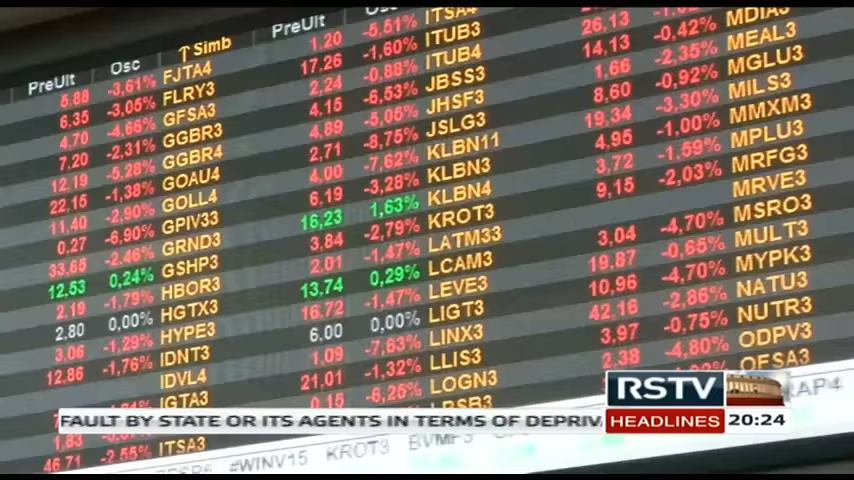 PreUlt Osc ↑Simb
5,88 -3,61% FJTA4
6,35 -3,05% FLRY3
4,70 -4,66% GFSA3
7,20 -2,31% GGBR3
12,19 -5,28% GGBR4
22,15 -1,38% GOAU4
11,40 -2,90% GOLL4
0,27 -6,90% GPIV33
33,65 -2,46% GRND3
12,53 0,24% GSHP3
2,19 -1,79% HBOR3
2,80 0,00% HGTX3
3,06 -1,29% HYPE3
12,86 -1,76% IDNT3
IDVL4
IGTA3
1,83
46,71 -2,55% ITSA3
PreUlt Osc
1,20 -5,51% ITSA4
17,26 -1,60% ITUB3
2,24 -0,88% ITUB4
4,15 -6,53% JBSS3
4,89 -5,05% JHSF3
2,71 -8,75% JSLG3
4,00 -7,62% KLBN11
6,19 -3,28% KLBN3
16,23 1,63% KLBN4
3,84 -2,79% KROT3
2,01 -1,47% LATM33
13,74 0,29% LCAM3
16,72 -1,47% LEVE3
6,00 0,00% LIGT3
1,09 -7,63% LINX3
21,01 -1,32% LLIS3
0,15 -6,25% LOGN3
MDIA3
26,13 -0,42% MEAL3
14,13 -2,35% MGLU3
1,66 -0,92% MILS3
8,60 -3,30% MMXM3
19,34 -1,00% MPLU3
4,95 -1,59% MRFG3
3,72 -2,03% MRVE3
9,15 MSRO3
3,04 -4,70% MULT3
19,87 -0,65% MYPK3
10,96 -4,70% NATU3
42,16 -2,86% NUTR3
3,97 -0,75% ODPV3
2,38 -4,80% OFSA3
#WINV15 KROT3 BVMF3 RAP4
RSTV
FAULT BY STATE OR ITS AGENTS IN TERMS OF DEPRIV
HEADLINES 20:24